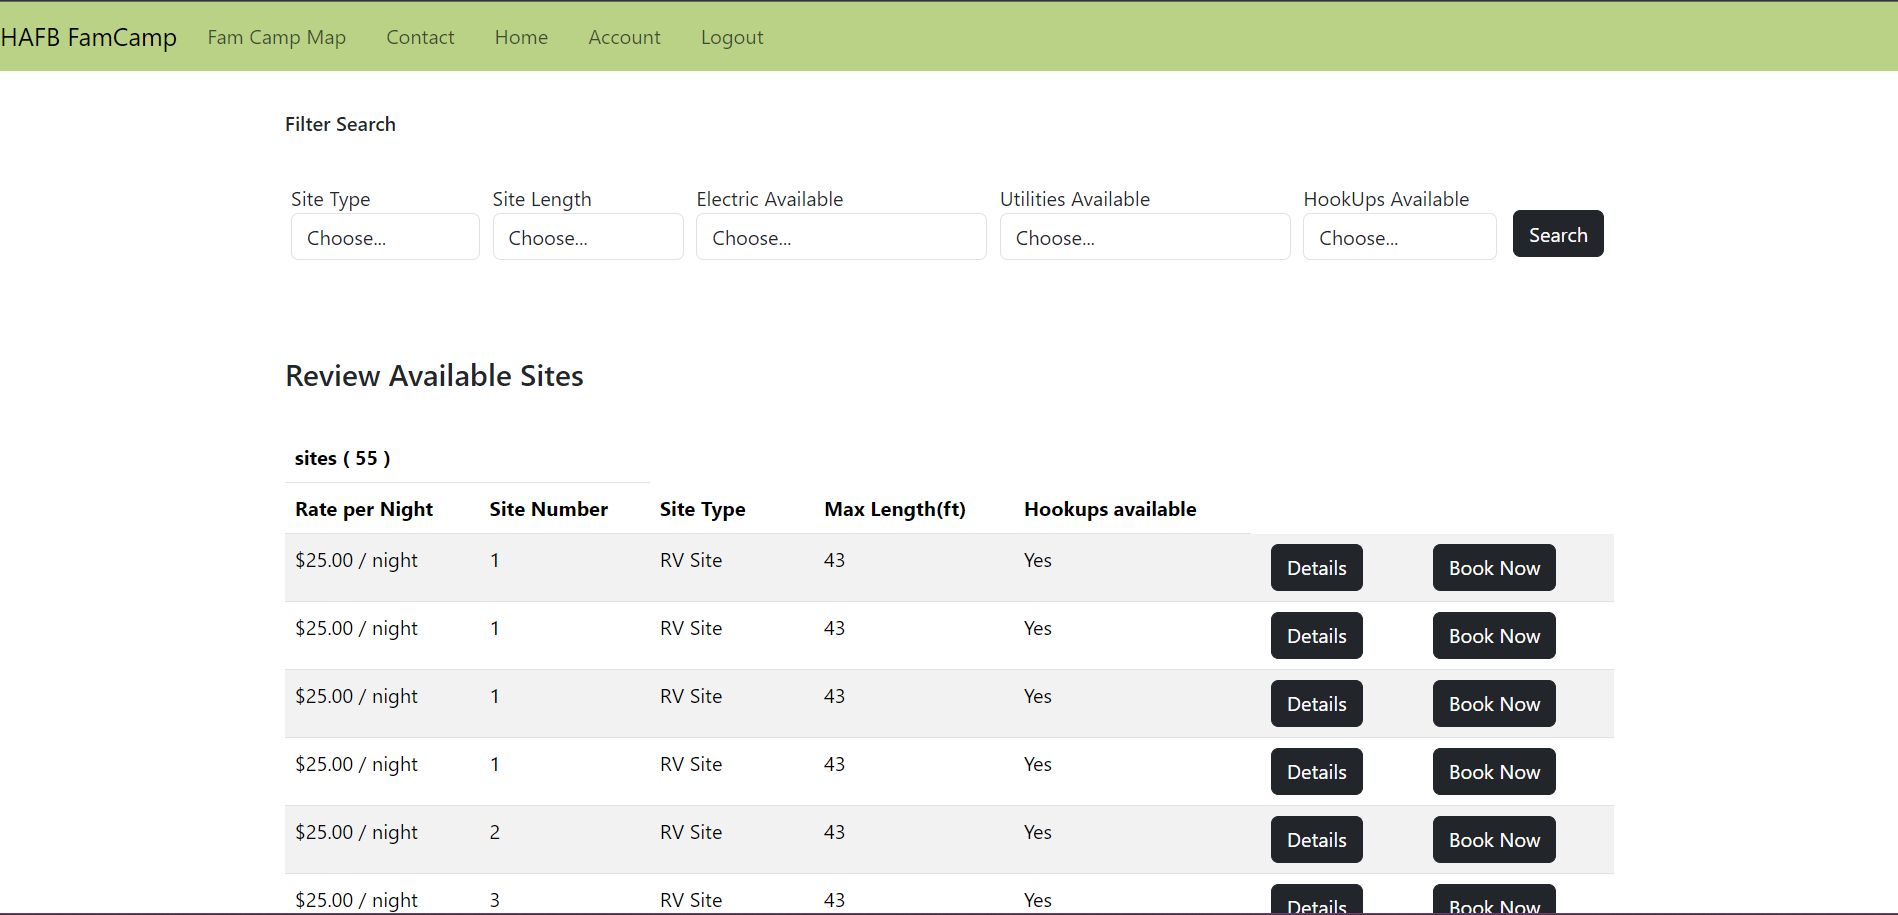 HAFB FamCamp Fam Camp Map Contact Home Account Logout
Filter Search
Site Type Site Length Electric Available Utilities Available HookUps Available
Choose... Choose... Choose... Choose... Choose... Search
Review Available Sites
sites ( 55 )
Rate per Night Site Number Site Type Max Length(ft) Hookups available
$25.00 / night 1 RV Site 43 Yes Details Book Now
$25.00 / night 1 RV Site 43 Yes Details Book Now
$25.00 / night 1 RV Site 43 Yes Details Book Now
$25.00 / night 1 RV Site 43 Yes Details Book Now
$25.00 / night 2 RV Site 43 Yes Details Book Now
$25.00 / night 3 RV Site 43 Yes Details Book Now